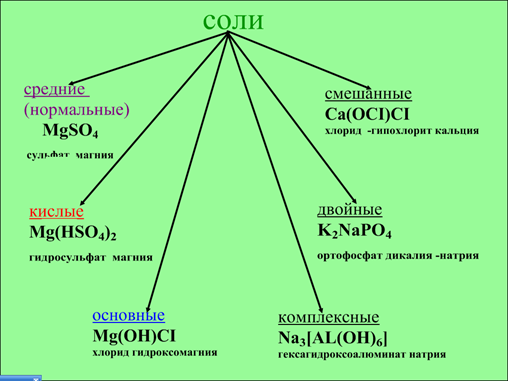 соли
средние
(нормальные)
MgSO₄
сульфат магния
кислые
Mg(HSO₄)₂
гидросульфат магния
основные
Mg(OH)Cl
хлорид гидроксомагния
смешанные
Ca(OCl)Cl
хлорид -гипохлорит кальция
двойные
K₂NaPO₄
ортофосфат дикалия -натрия
комплексные
Na₃[AL(OH)₆]
гексагидроксоалюминат натрия